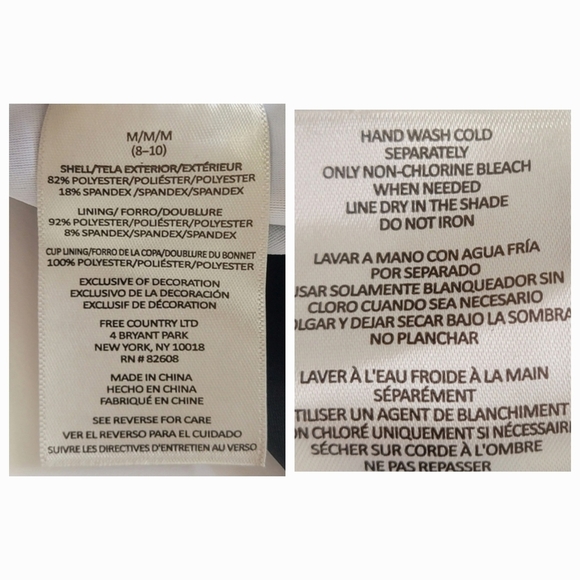 M/M/M
(8-10)
SHELL/TELA EXTERIOR/EXTÉRIEUR
82% POLYESTER/POLIÉSTER/POLYESTER
18% SPANDEX /SPANDEX/SPANDEX
LINING/ FORRO/DOUBLURE
92% POLYESTER/POLIÉSTER/POLYESTER
8% SPANDEX/SPANDEX/SPANDEX
CUP LINING/FORRO DE LA COPA/DOUBLURE DU BONNET
100% POLYESTER/POLIÉSTER/POLYESTER
EXCLUSIVE OF DECORATION
EXCLUSIVO DE LA DECORACIÓN
EXCLUSIF DE DÉCORATION
FREE COUNTRY LTD
4 BRYANT PARK
NEW YORK, NY 10018
RN # 82608
MADE IN CHINA
HECHO EN CHINA
FABRIQUÉ EN CHINE
SEE REVERSE FOR CARE
VER EL REVERSO PARA EL CUIDADO
SUIVRE LES DIRECTIVES D'ENTRETIEN AU VERSO
HAND WASH COLD
SEPARATELY
ONLY NON-CHLORINE BLEACH
WHEN NEEDED
LINE DRY IN THE SHADE
DO NOT IRON
LAVAR A MANO CON AGUA FRÍA
POR SEPARADO
USAR SOLAMENTE BLANQUEADOR SIN
CLORO CUANDO SEA NECESARIO
OLGAR Y DEJAR SECAR BAJO LA SOMBRA
NO PLANCHAR
LAVER À L'EAU FROIDE À LA MAIN
SÉPARÉMENT
TILISER UN AGENT DE BLANCHIMENT
ON CHLORÉ UNIQUEMENT SI NÉCESSAIRE
SÉCHER SUR CORDE À L'OMBRE
NE PAS REPASSER